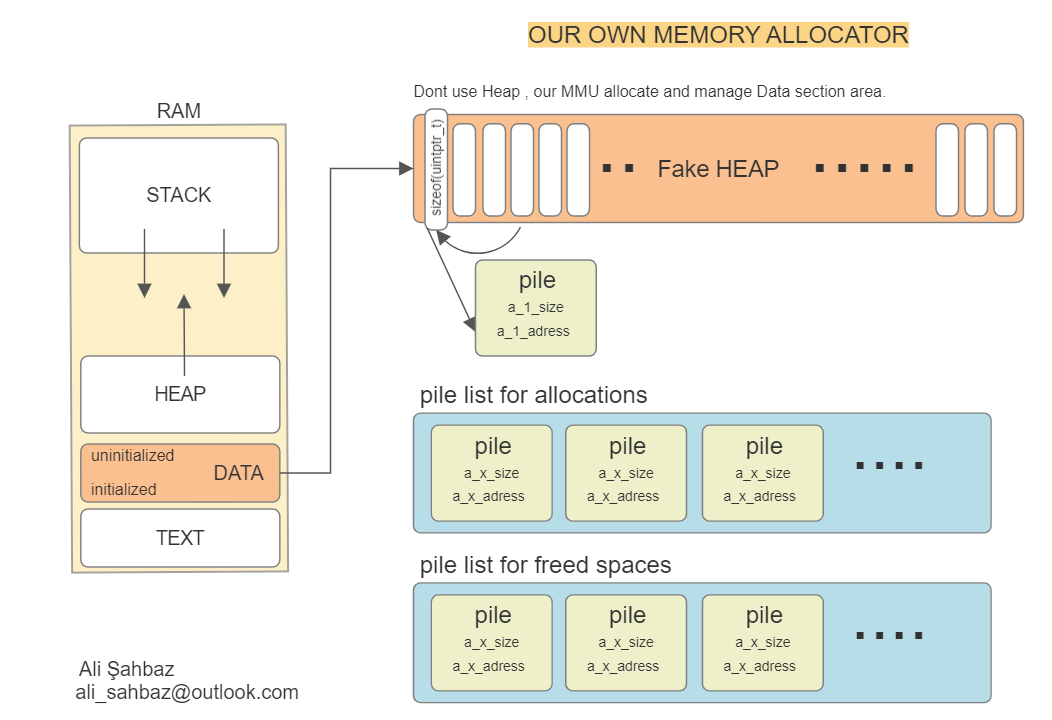 OUR OWN MEMORY ALLOCATOR
Dont use Heap , our MMU allocate and manage Data section area.
RAM
STACK
HEAP
uninitialized
DATA
initialized
TEXT
sizeof(uintptr_t)
Fake HEAP
pile
a_1_size
a_1_adress
pile list for allocations
pile
a_x_size
a_x_adress
pile
a_x_size
a_x_adress
pile
a_x_size
a_x_adress
pile list for freed spaces
pile
a_x_size
a_x_adress
pile
a_x_size
a_x_adress
pile
a_x_size
a_x_adress
Ali Şahbaz
ali_sahbaz@outlook.com